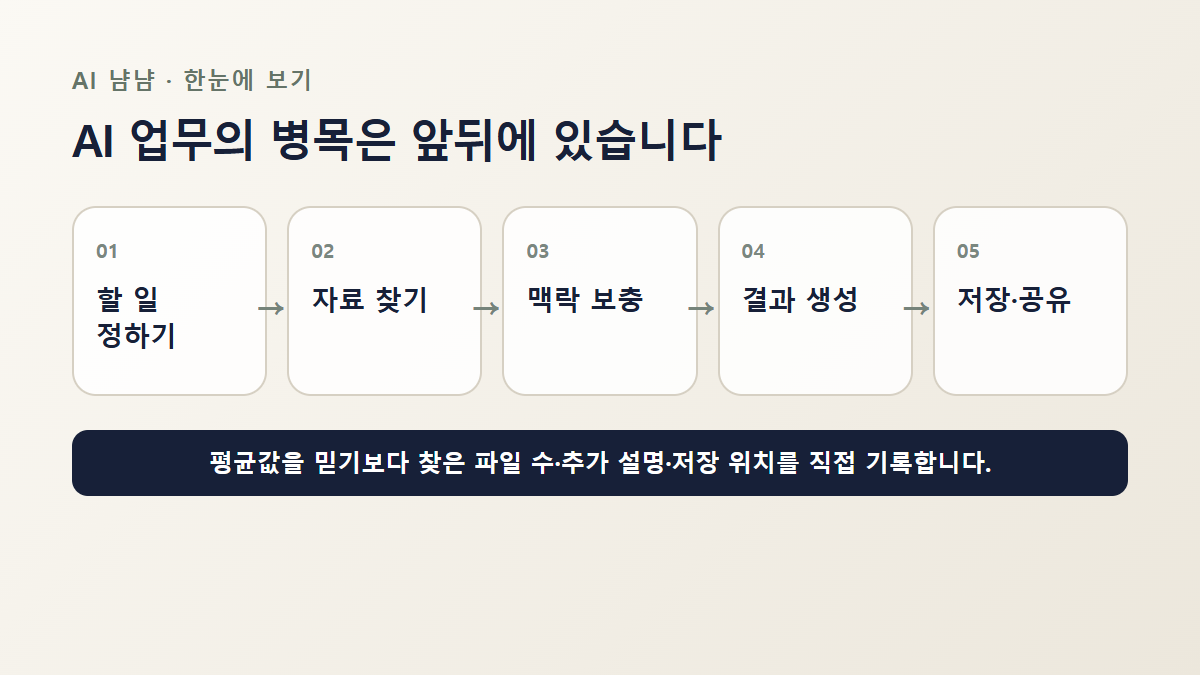 AI 냠냠 · 한눈에 보기
AI 업무의 병목은 앞뒤에 있습니다
01
할 일
정하기
→
02
자료 찾기
→
03
맥락 보충
→
04
결과 생성
→
05
저장·공유
평균값을 믿기보다 찾은 파일 수·추가 설명·저장 위치를 직접 기록합니다.